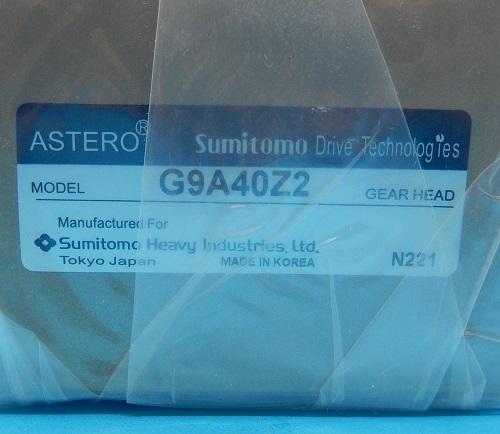 ASTERO® Sumitomo Drive Technologies
MODEL G9A40Z2 GEAR HEAD
Manufactured For
Sumitomo Heavy Industries, Ltd.
Tokyo Japan MADE IN KOREA N221